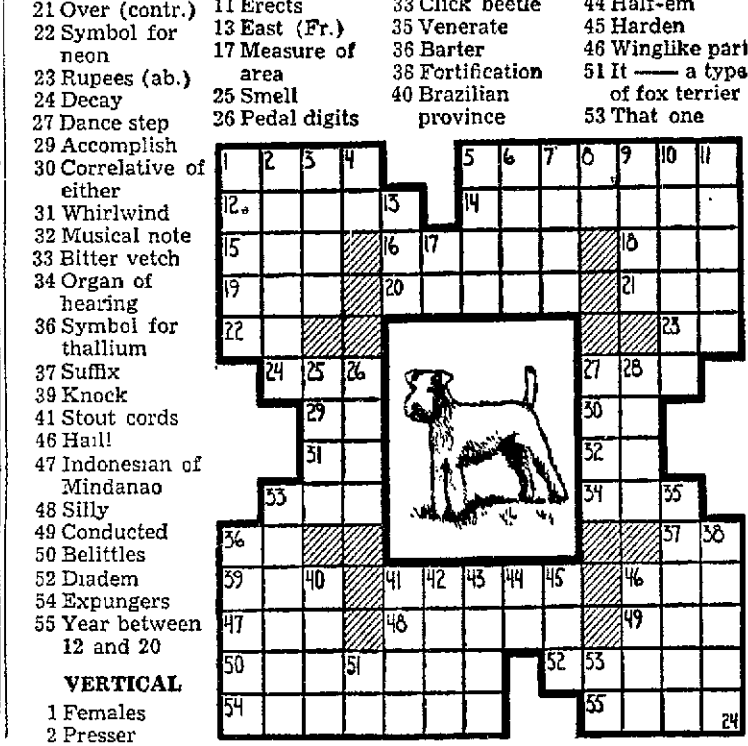 21 Over (contr.)
22 Symbol for
neon
23 Rupees (ab.)
24 Decay
27 Dance step
29 Accomplish
30 Correlative of
either
31 Whirlwind
32 Musical note
33 Bitter vetch
34 Organ of
hearing
36 Symbol for
thallium
37 Suffix
39 Knock
41 Stout cords
46 Hail!
47 Indonesian of
Mindanao
48 Silly
49 Conducted
50 Belittles
52 Diadem
54 Expungers
55 Year between
12 and 20
VERTICAL
1 Females
2 Presser
11 Erects
13 East (Fr.)
17 Measure of
area
25 Smell
26 Pedal digits
33 Click beetle
35 Venerate
36 Barter
38 Fortification
40 Brazilian
province
44 Half-em
45 Harden
46 Winglike part
51 It — a type
of fox terrier
53 That one
1 2 3 4 5 6 7 8 9 10 11
12 13 14
15 16 17 18
19 20 21
22 23
24 25 26 27 28
29 30
31 32
33 34 35
36 37 38
39 40 41 42 43 44 45 46
47 48 49
50 51 52 53
54 55
24